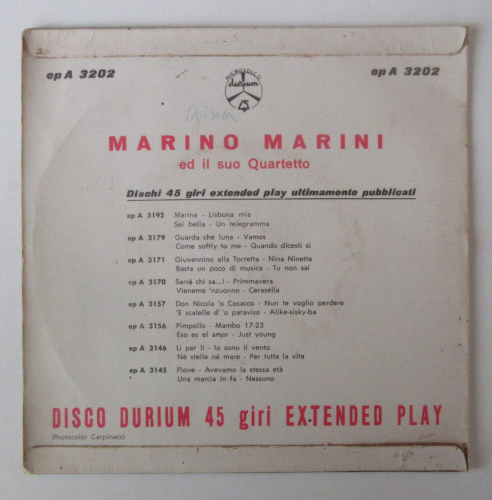 ep A 3202
ep A 3202
MICROSOLCO
durium
45
Gina
MARINO MARINI
ed il suo Quartetto
Dischi 45 giri extended play ultimamente pubblicati
ep A 3192 Marina - Lisbona mia
Sei bella - Un telegramma
ep A 3179 Guarda che luna - Vamos
Come softly to me - Quando dicesti si
ep A 3171 Giuvannino alla Torretta - Nina Ninetta
Basta un poco di musica - Tu non sai
ep A 3170 Sarrà chi sa...! - Primmavera
Vieneme 'nzuonno - Cerasella
ep A 3157 Don Nicola 'o Cosacco - Nun te voglio perdere
'E scalelle d' 'o paraviso - Alike-sisky-ba
ep A 3156 Pimpollo - Mambo 17-23
Eso es el amor - Just young
ep A 3146 Li per li - Io sono il vento
Nè stelle né mare - Per tutta la vita
ep A 3145 Piove - Avevamo la stessa età
Una marcia in fa - Nessuno
DISCO DURIUM 45 giri EXTENDED PLAY
Photocolor Carpinacci